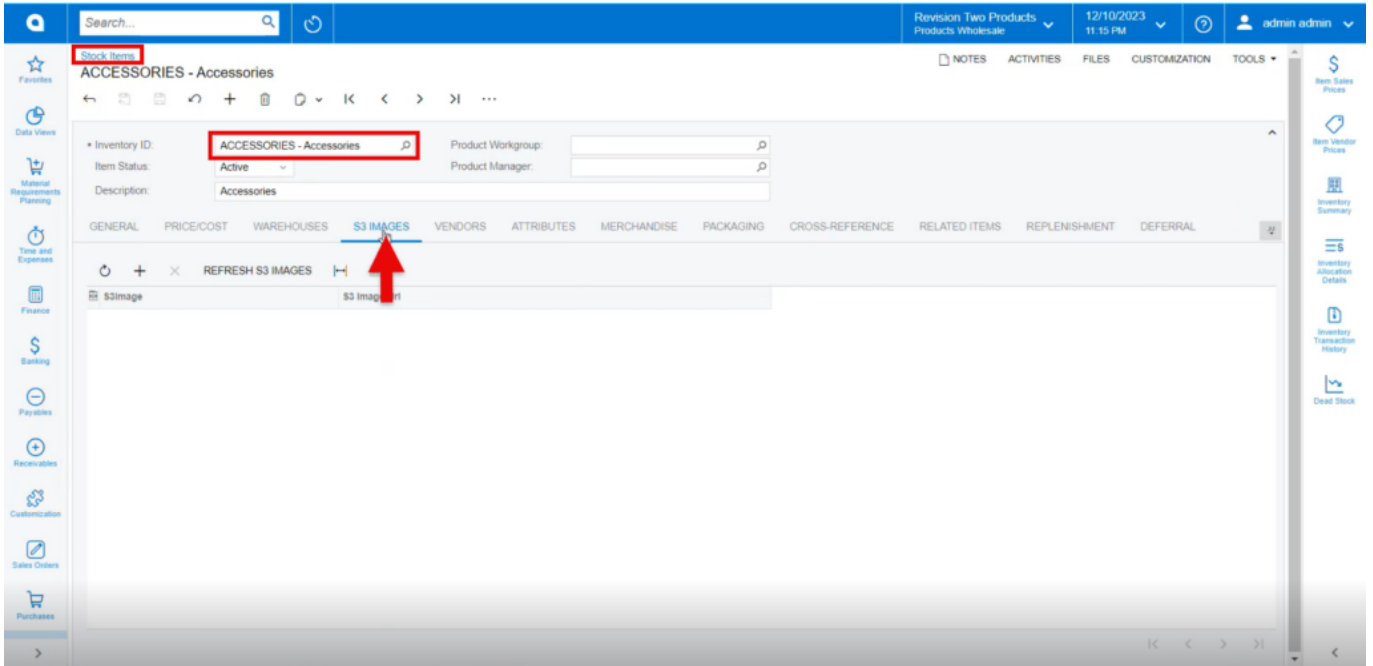 Search...
Revision Two Products
Products Wholesale
12/10/2023
11:15 PM
admin admin
Stock Items
ACCESSORIES - Accessories
NOTES ACTIVITIES FILES CUSTOMIZATION TOOLS
Inventory ID: ACCESSORIES - Accessories Product Workgroup:
Item Status: Active Product Manager:
Description: Accessories
GENERAL PRICE/COST WAREHOUSES S3 IMAGES VENDORS ATTRIBUTES MERCHANDISE PACKAGING CROSS-REFERENCE RELATED ITEMS REPLENISHMENT DEFERRAL
REFRESH S3 IMAGES
S3Image S3 Image
Favorites
Data Views
Material
Requirements
Planning
Time and
Expenses
Finance
Banking
Payables
Receivables
Customization
Sales Orders
Purchases
Item Sales
Prices
Item Vendor
Prices
Inventory
Summary
Inventory
Allocation
Details
Inventory
Transaction
History
Dead Stock